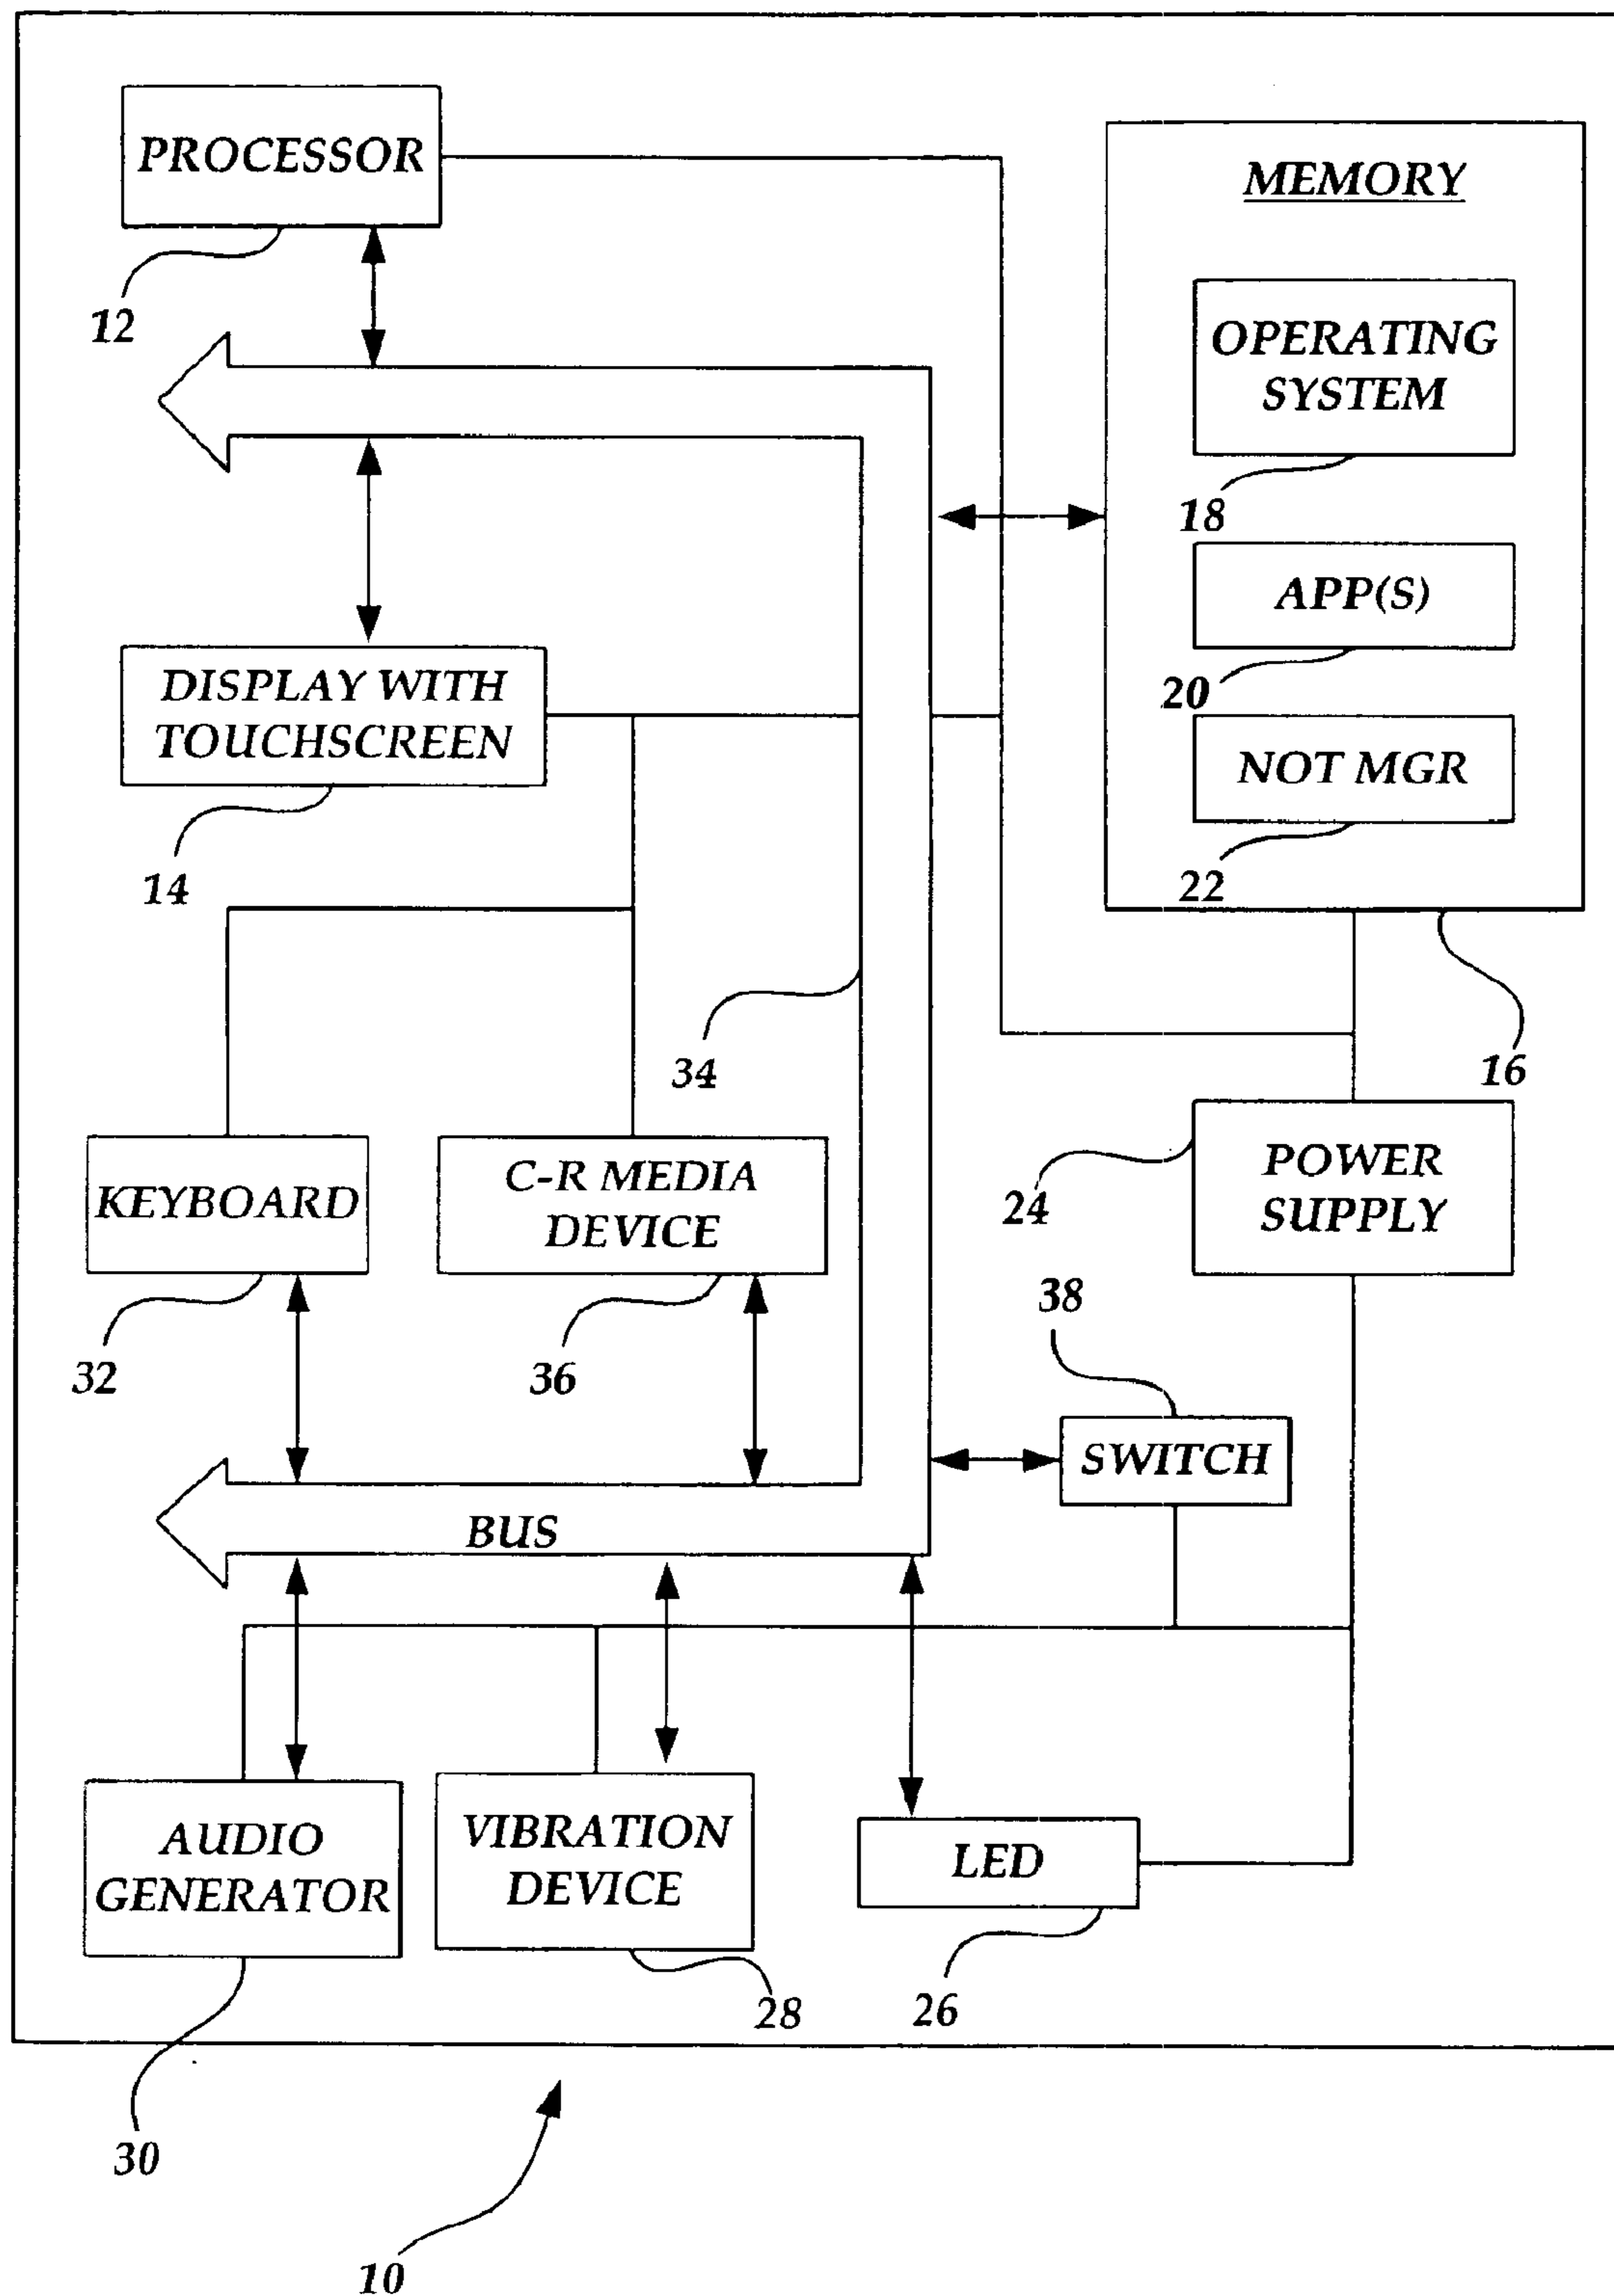 PROCESSOR
12
MEMORY
OPERATING
SYSTEM
18
APP(S)
20
NOT MGR
22
16
DISPLAY WITH
TOUCHSCREEN
14
34
KEYBOARD
32
C-R MEDIA
DEVICE
36
POWER
SUPPLY
24
38
SWITCH
BUS
AUDIO
GENERATOR
30
VIBRATION
DEVICE
28
LED
26
10